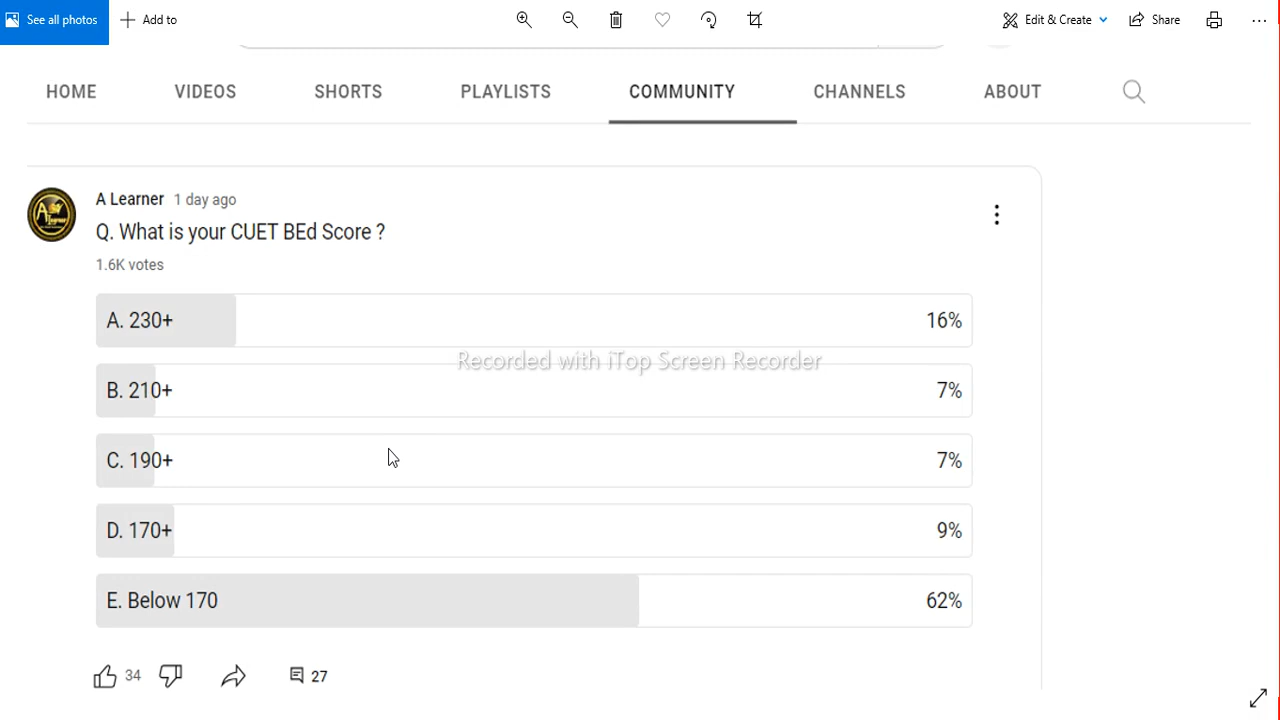 See all photos Add to Edit & Create Share
HOME VIDEOS SHORTS PLAYLISTS COMMUNITY CHANNELS ABOUT
A Learner 1 day ago
Q. What is your CUET BEd Score ?
1.6K votes
A. 230+ 16%
Recorded with iTop Screen Recorder
B. 210+ 7%
C. 190+ 7%
D. 170+ 9%
E. Below 170 62%
34 27